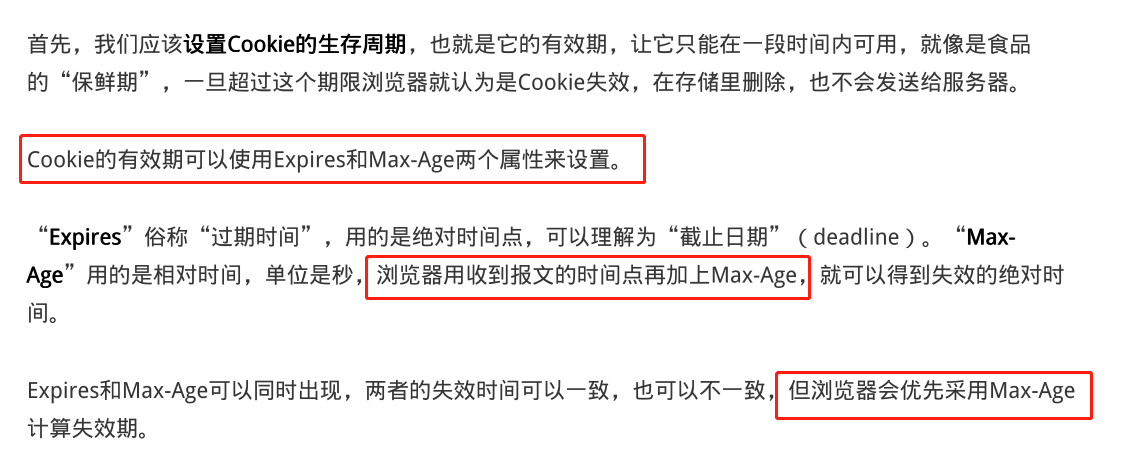 首先，我们应该设置Cookie的生存周期，也就是它的有效期，让它只能在一段时间内可用，就像是食品
的“保鲜期”，一旦超过这个期限浏览器就认为是Cookie失效，在存储里删除，也不会发送给服务器。
Cookie的有效期可以使用Expires和Max-Age两个属性来设置。
“Expires”俗称“过期时间”，用的是绝对时间点，可以理解为“截止日期”（deadline）。“Max-
Age”用的是相对时间，单位是秒，浏览器用收到报文的时间点再加上Max-Age，就可以得到失效的绝对时
间。
Expires和Max-Age可以同时出现，两者的失效时间可以一致，也可以不一致，但浏览器会优先采用Max-Age
计算失效期。